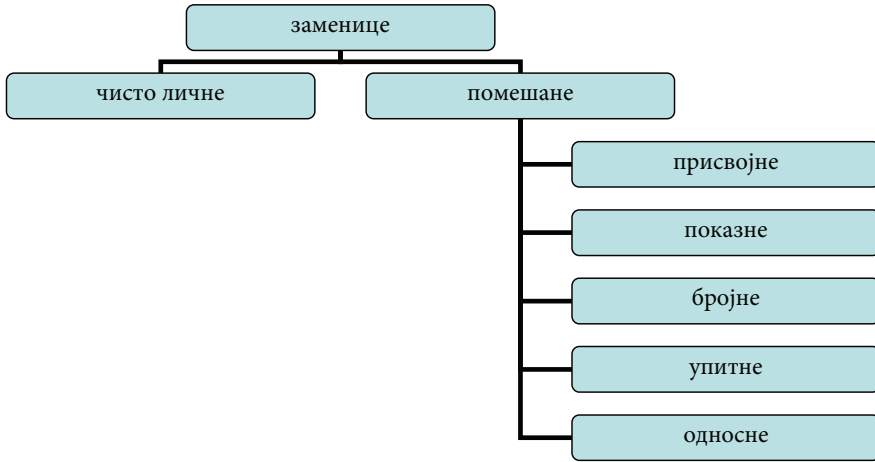 заменице
чисто личне
помешане
присвојне
показне
бројне
упитне
односне